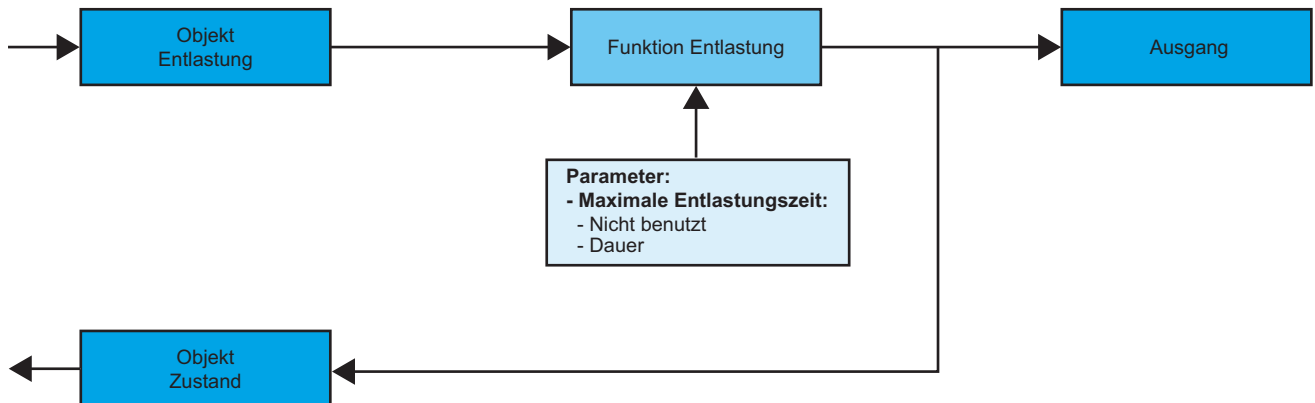 Objekt
Entlastung
Funktion Entlastung
Ausgang
Parameter:
- Maximale Entlastungszeit:
- Nicht benutzt
- Dauer
Objekt
Zustand